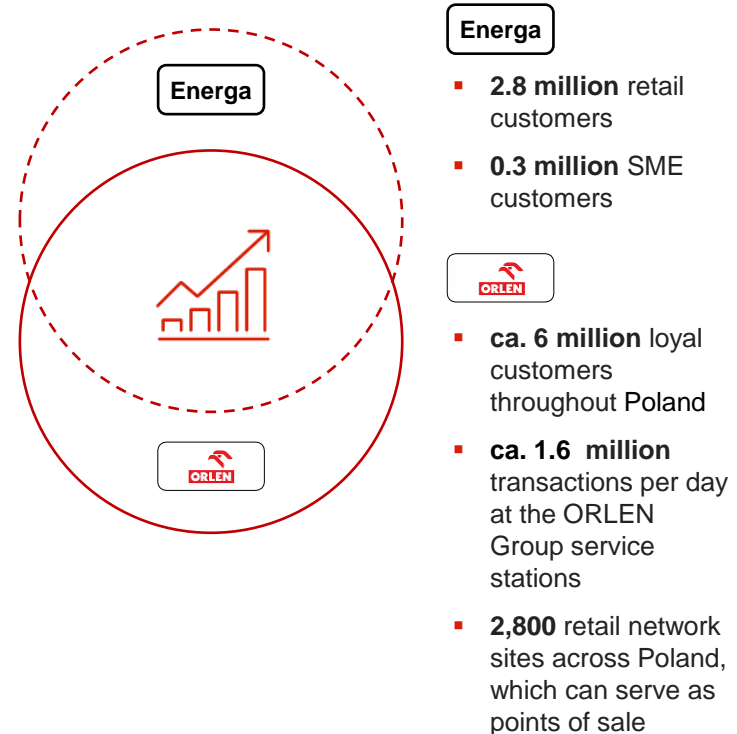 Energa
ORLEN
Energa
2.8 million retail
customers
0.3 million SME
customers
ORLEN
ca. 6 million loyal
customers
throughout Poland
ca. 1.6 million
transactions per day
at the ORLEN
Group service
stations
2,800 retail network
sites across Poland,
which can serve as
points of sale